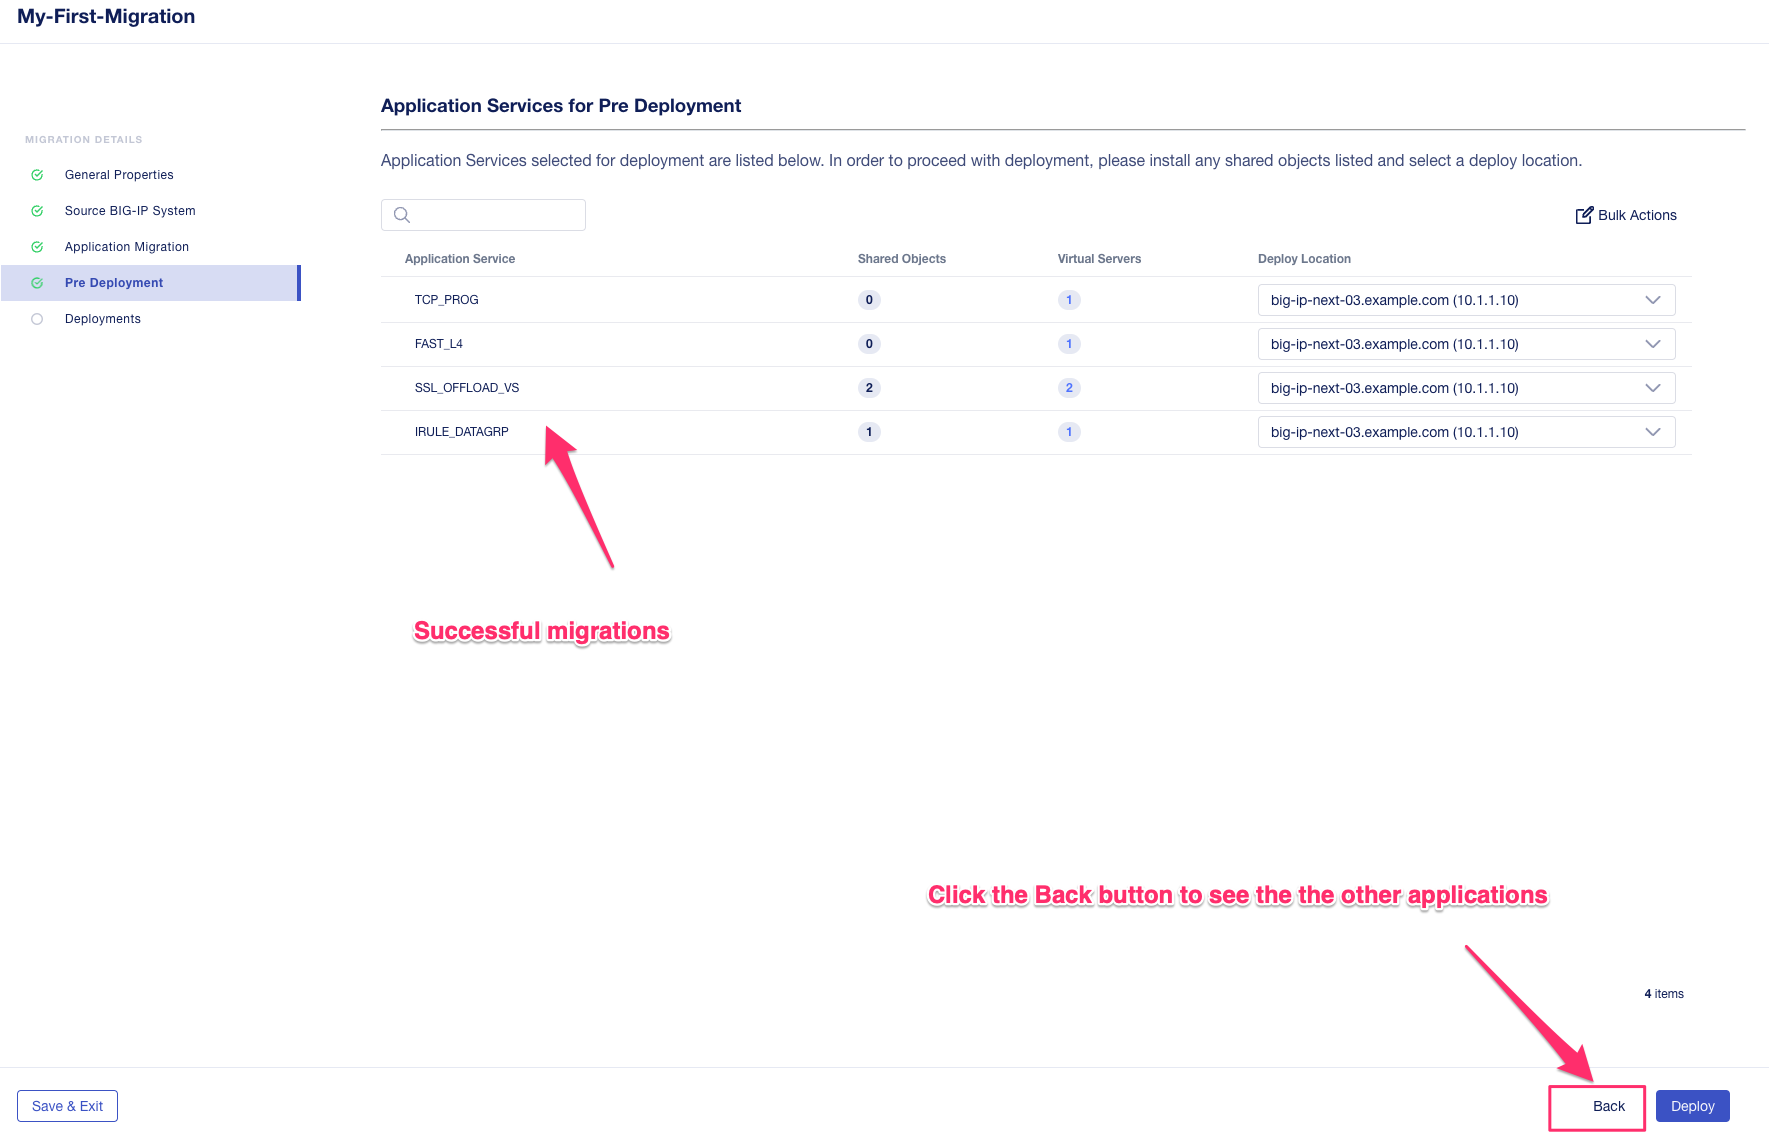 My-First-Migration
Application Services for Pre Deployment
MIGRATION DETAILS
General Properties
Source BIG-IP System
Application Migration
Pre Deployment
Deployments
Application Services selected for deployment are listed below. In order to proceed with deployment, please install any shared objects listed and select a deploy location.
Bulk Actions
Application Service Shared Objects Virtual Servers Deploy Location
TCP_PROG 0 1 big-ip-next-03.example.com (10.1.1.10)
FAST_L4 0 1 big-ip-next-03.example.com (10.1.1.10)
SSL_OFFLOAD_VS 2 2 big-ip-next-03.example.com (10.1.1.10)
IRULE_DATAGRP 1 1 big-ip-next-03.example.com (10.1.1.10)
Successful migrations
Click the Back button to see the the other applications
4 items
Save & Exit
Back
Deploy